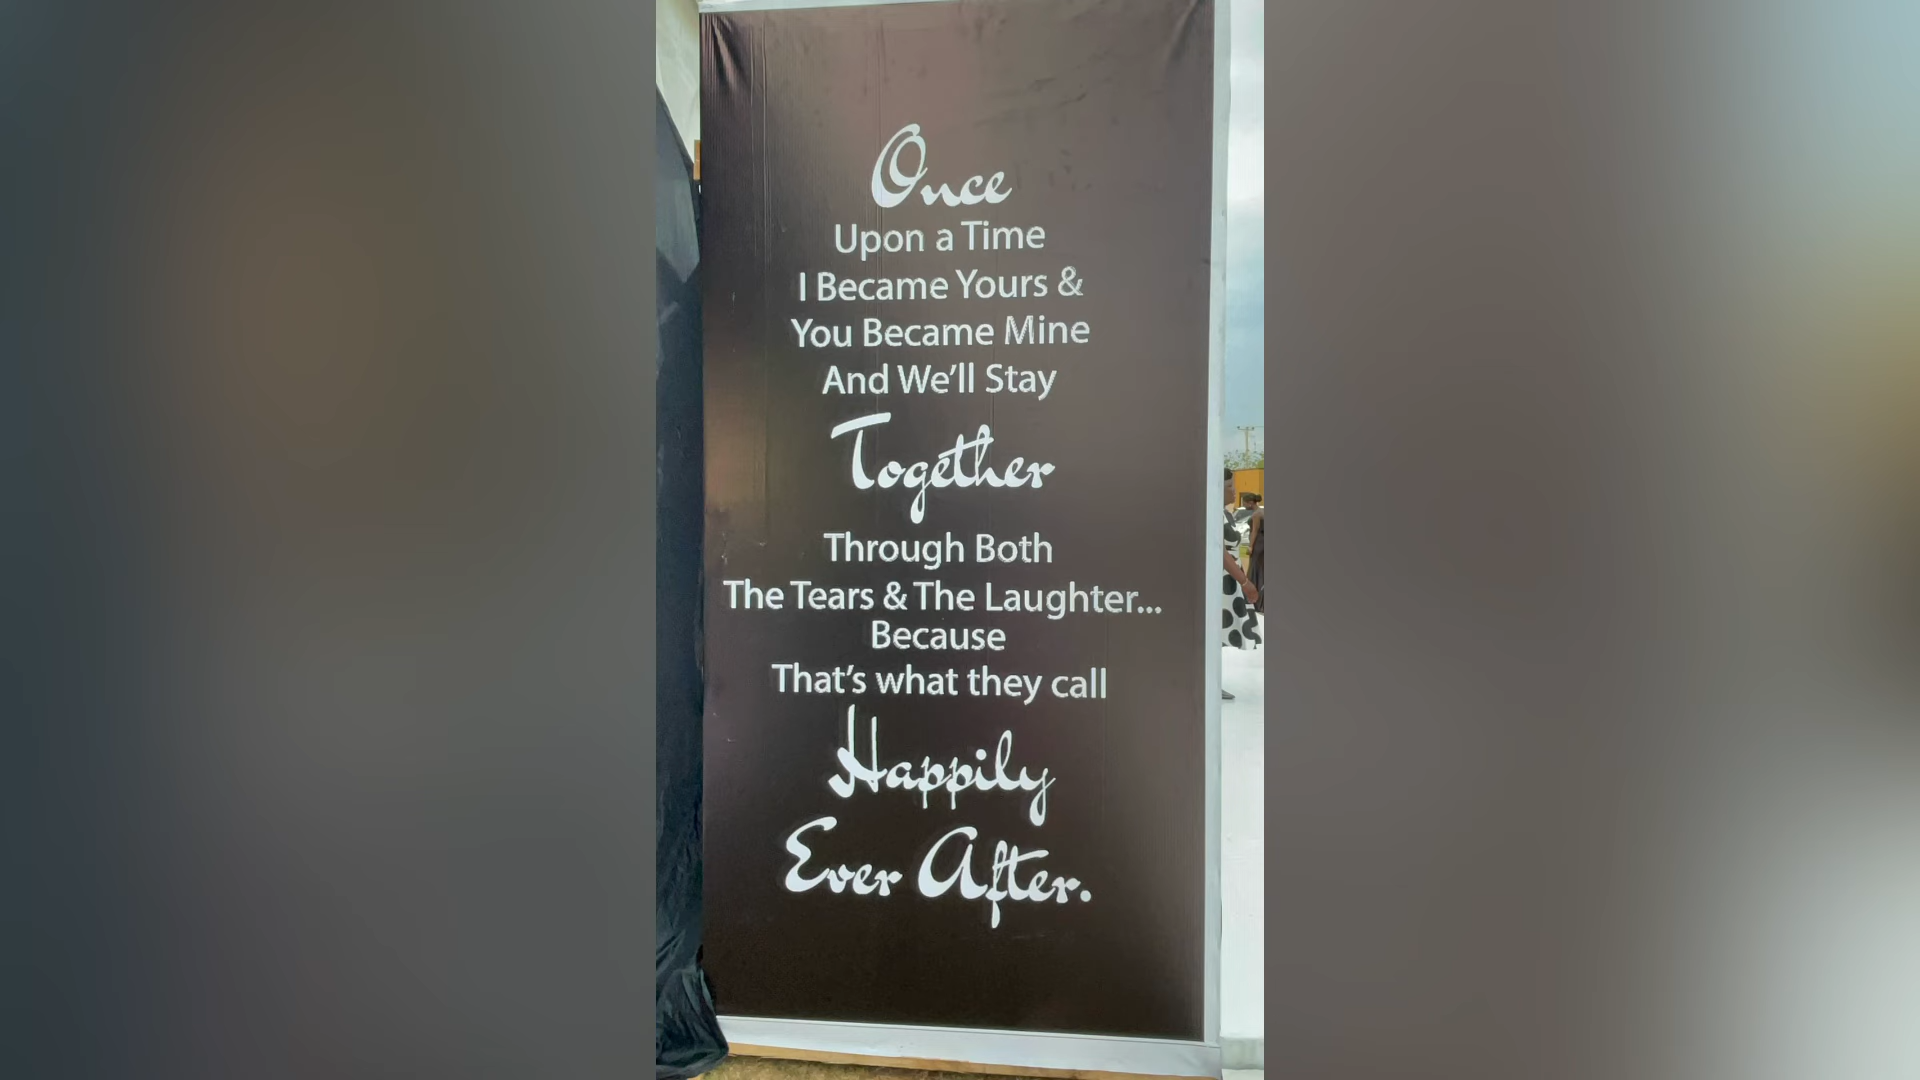 Once
Upon a Time
I Became Yours &
You Became Mine
And We'll Stay
Together
Through Both
The Tears & The Laughter...
Because
That's what they call
Happily
Ever After.